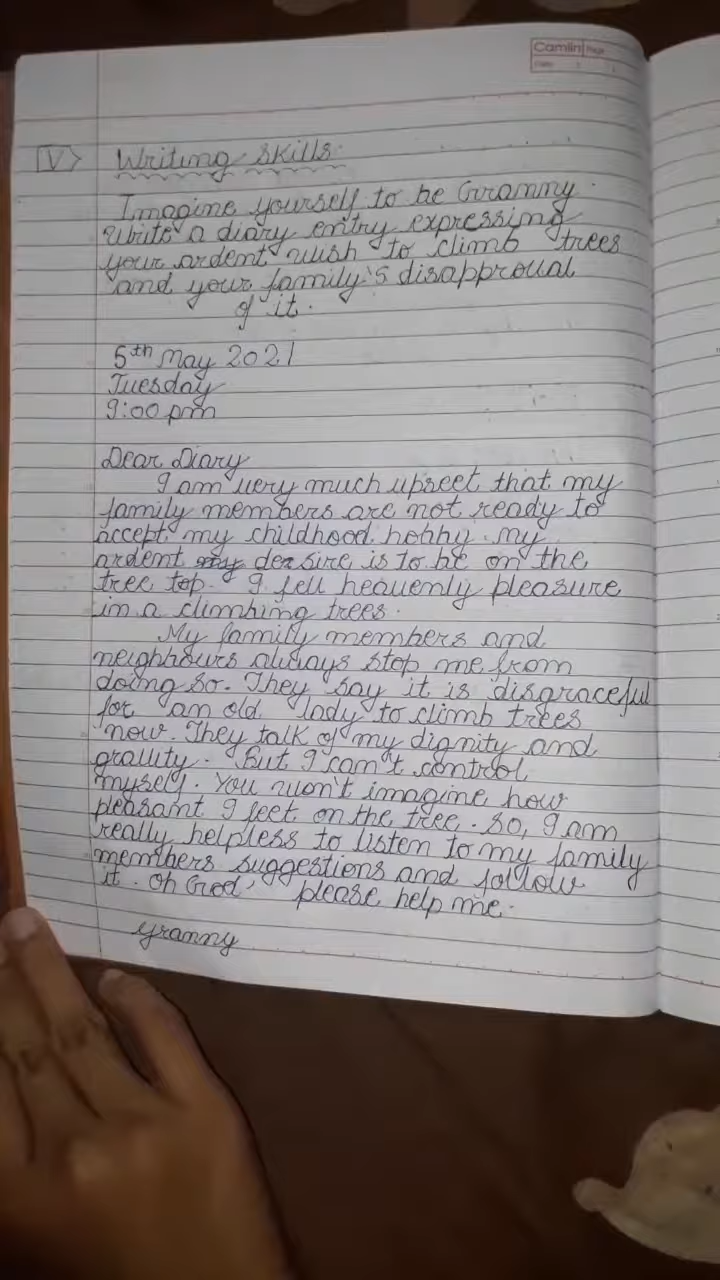 Camlin Page
Date
V> Writing Skills.
Imagine yourself to be Granny.
Write a diary entry expressing
your ardent wish to climb trees
and your family's disapproval
of it.
5th May 2021
Tuesday
9:00 pm
Dear Diary
I am very much upseet that my
family members are not ready to
accept my childhood hobby. my
ardent desire is to be on the
tree top. I fell heavenly pleasure
in a climbing trees.
My family members and
neighbours always stop me from
doing so. They say it is disgraceful
for an old lady to climb trees
now. They talk of my dignity and
gravity. But I can't control
myself. You won't imagine how
pleasant I feet on the tree. So, I am
really helpless to listen to my family
members suggestions and follow
it. Oh God, please help me.
granny